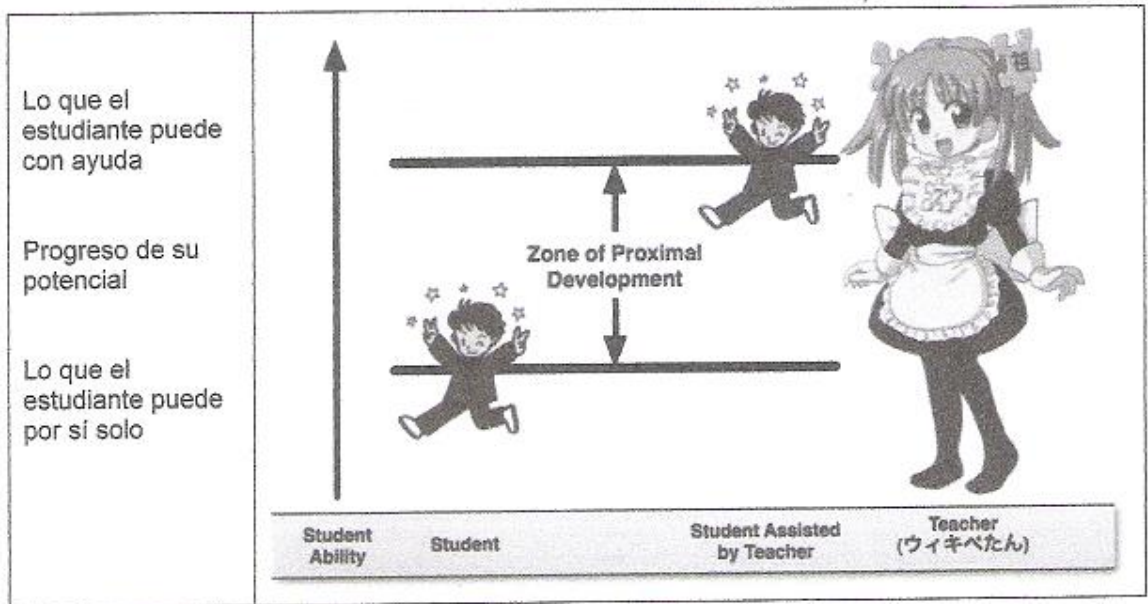 Lo que el
estudiante puede
con ayuda
Progreso de su
potencial
Lo que el
estudiante puede
por sí solo
Zone of Proximal
Development
Student
Ability
Student
Student Assisted
by Teacher
Teacher
(ウィキペたん)